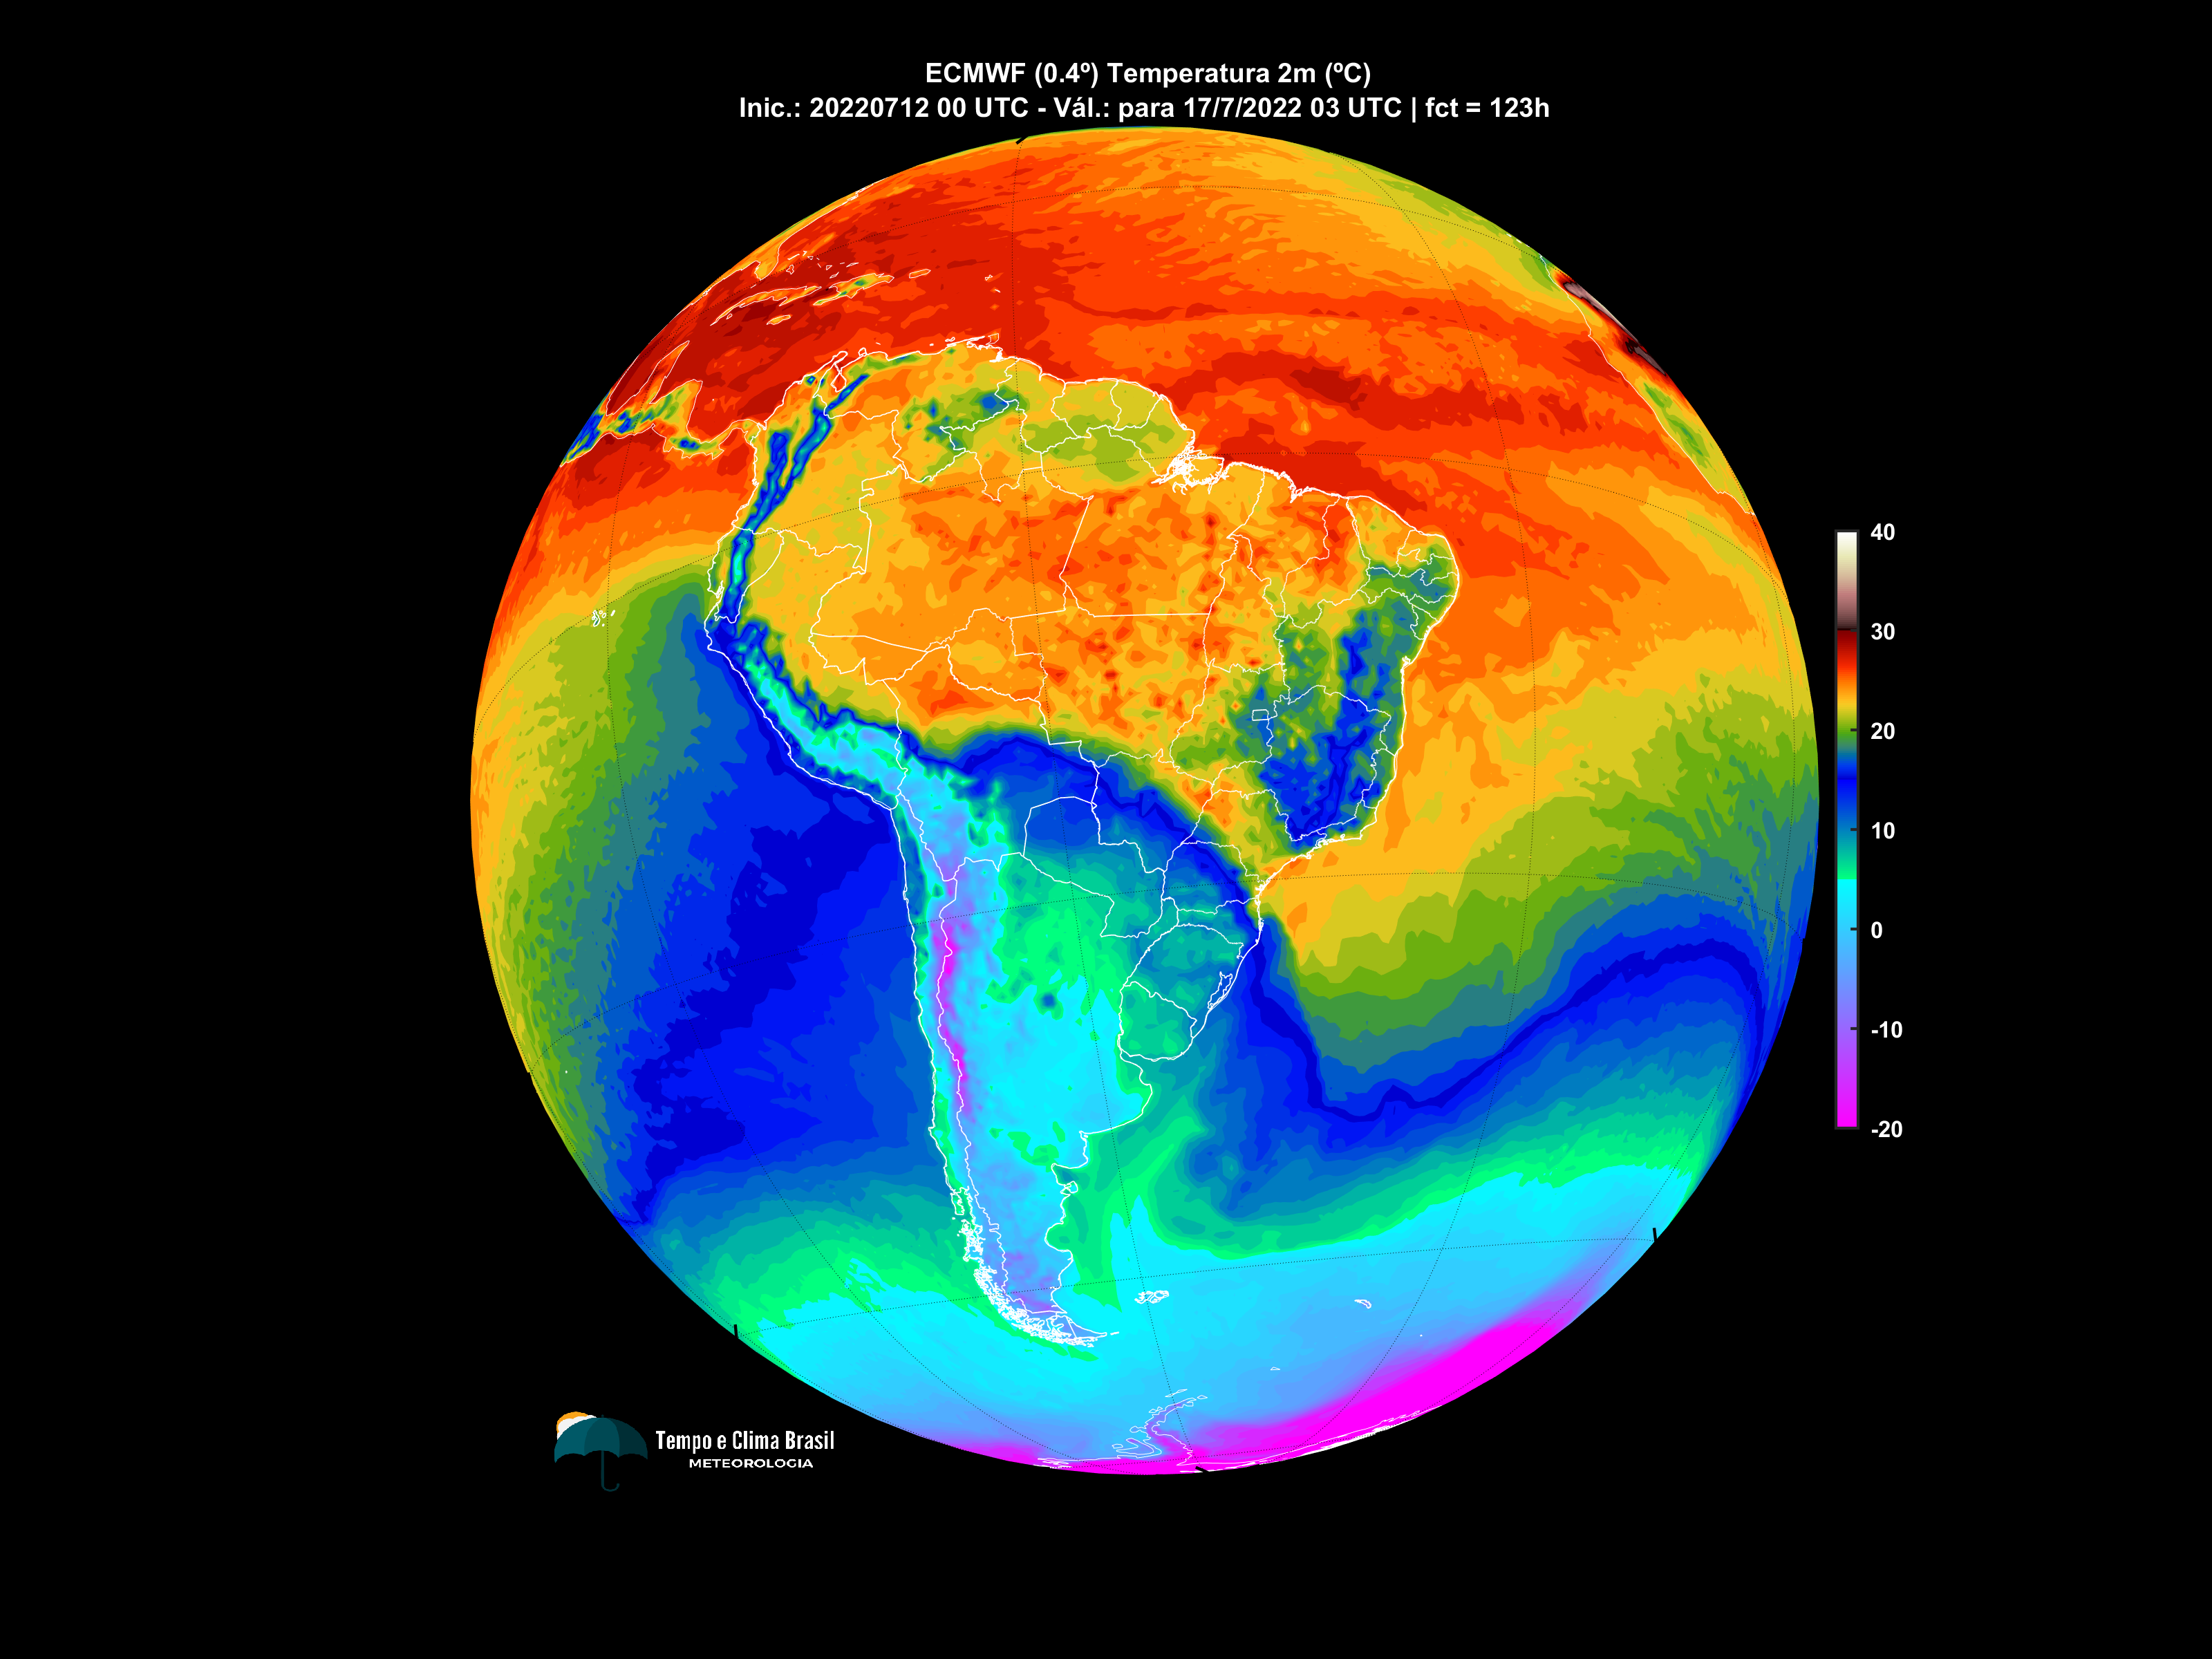 ECMWF (0.4º) Temperatura 2m (ºC)
Inic.: 20220712 00 UTC - Vál.: para 17/7/2022 03 UTC | fct = 123h
40
30
20
10
0
-10
-20
Tempo e Clima Brasil
METEOROLOGIA